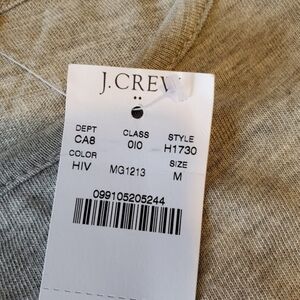 J.CREW
DEPT CLASS STYLE
CA8 010 H1730
COLOR SIZE
HIV MG1213 M
099105205244